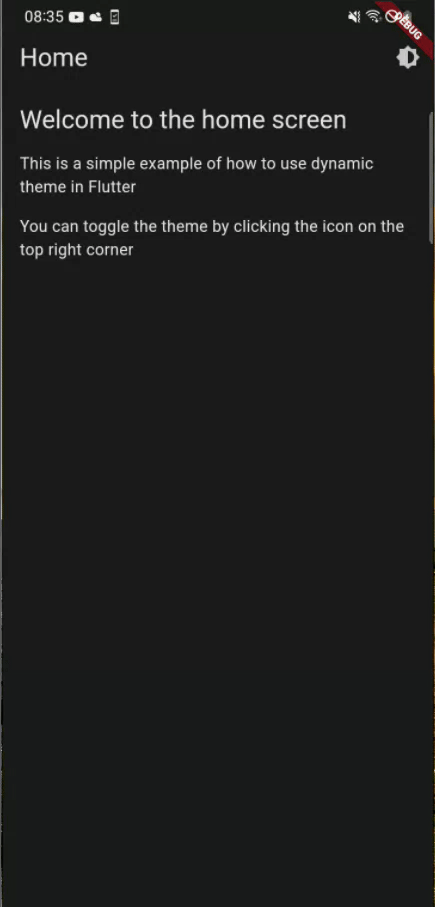 08:35
DEBUG
Home
Welcome to the home screen
This is a simple example of how to use dynamic
theme in Flutter
You can toggle the theme by clicking the icon on the
top right corner